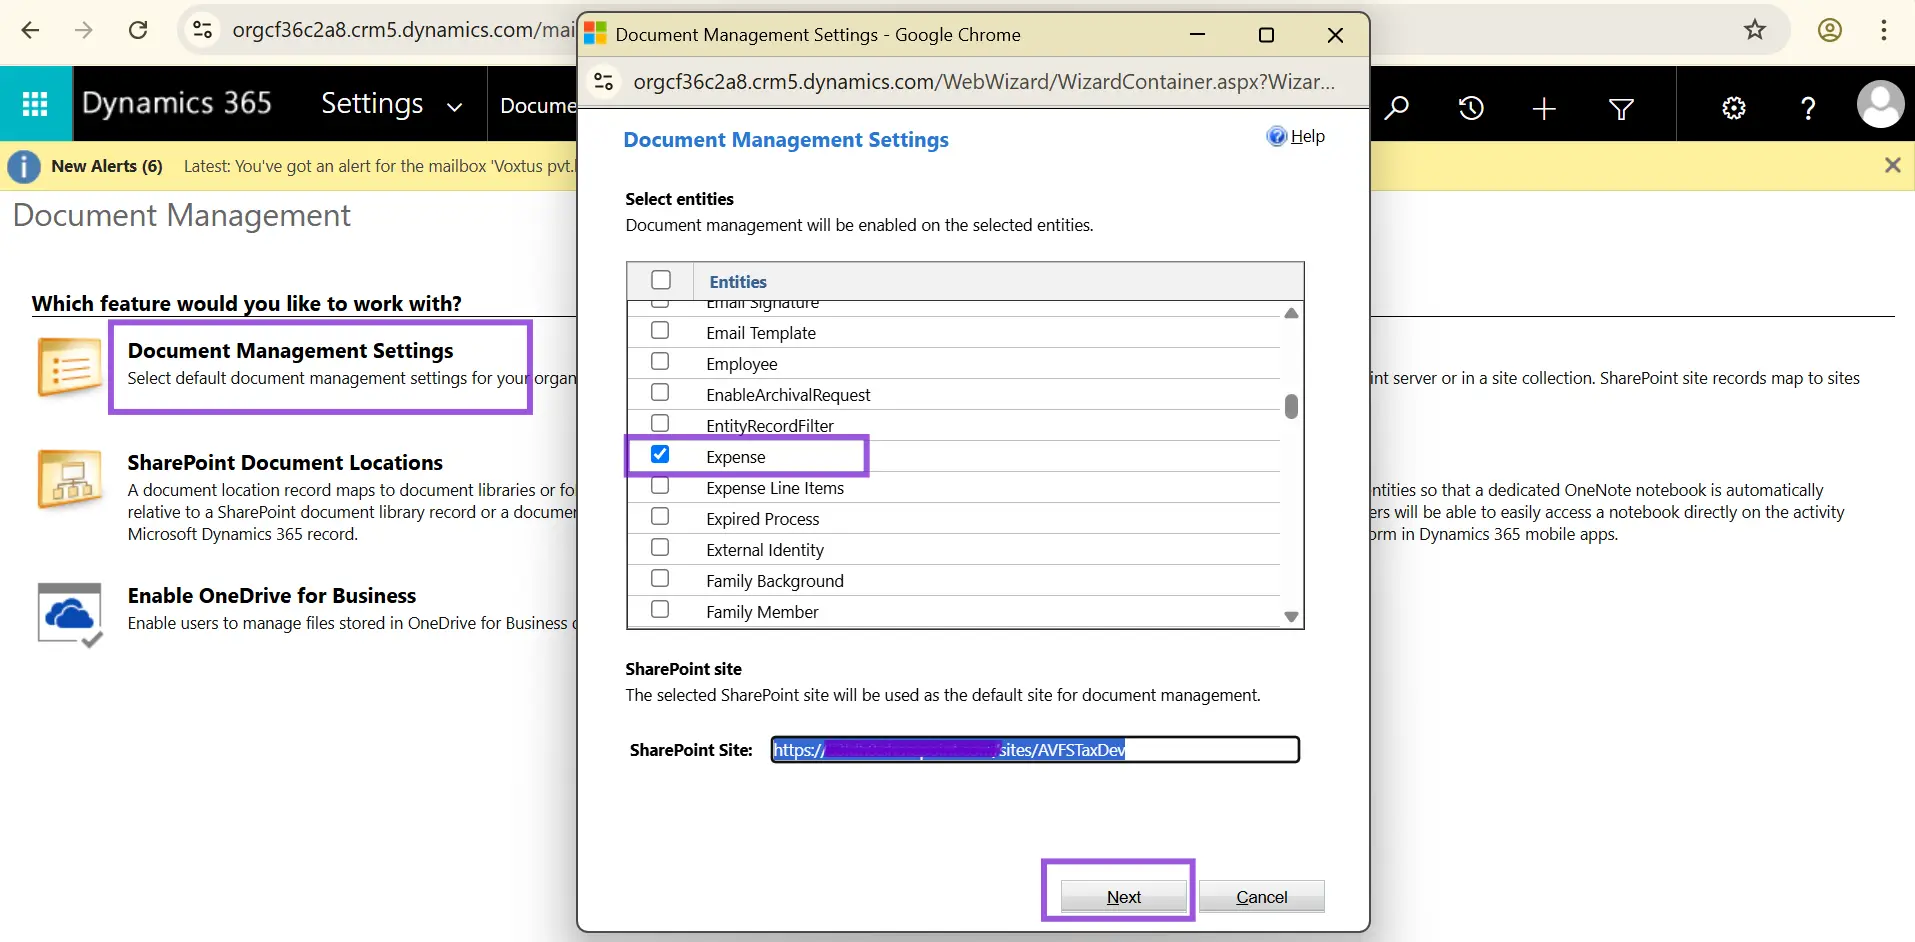 orgcf36c2a8.crm5.dynamics.com/mai
Dynamics 365
Settings
Docume
New Alerts (6) Latest: You've got an alert for the mailbox 'Voxtus pvt.l
Document Management
Which feature would you like to work with?
Document Management Settings
Select default document management settings for your organ
int server or in a site collection. SharePoint site records map to sites
SharePoint Document Locations
A document location record maps to document libraries or fol
relative to a SharePoint document library record or a documen
Microsoft Dynamics 365 record.
ntities so that a dedicated OneNote notebook is automatically
ers will be able to easily access a notebook directly on the activity
orm in Dynamics 365 mobile apps.
Enable OneDrive for Business
Enable users to manage files stored in OneDrive for Business
Document Management Settings - Google Chrome
orgcf36c2a8.crm5.dynamics.com/WebWizard/WizardContainer.aspx?Wizar...
Document Management Settings
Help
Select entities
Document management will be enabled on the selected entities.
Entities
Email Signature
Email Template
Employee
EnableArchivalRequest
EntityRecordFilter
Expense
Expense Line Items
Expired Process
External Identity
Family Background
Family Member
SharePoint site
The selected SharePoint site will be used as the default site for document management.
SharePoint Site: https:// /sites/AVFSTaxDev
Next
Cancel